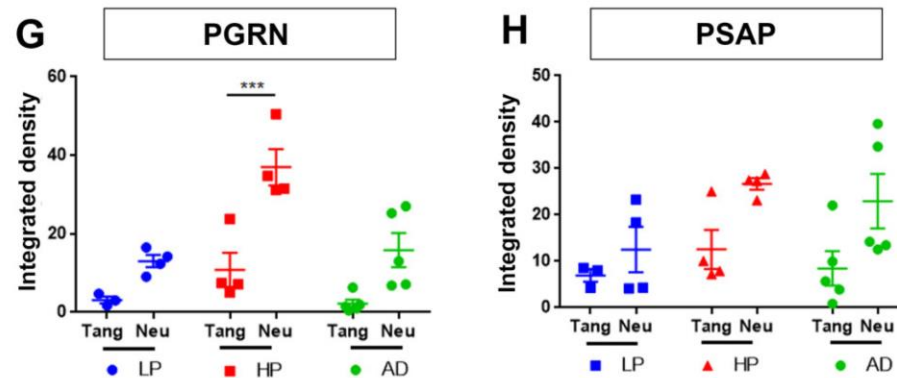 G
PGRN
Integrated density
60
40
20
0
***
Tang Neu Tang Neu Tang Neu
LP HP AD
H
PSAP
Integrated density
50
40
30
20
10
0
Tang Neu Tang Neu Tang Neu
LP HP AD